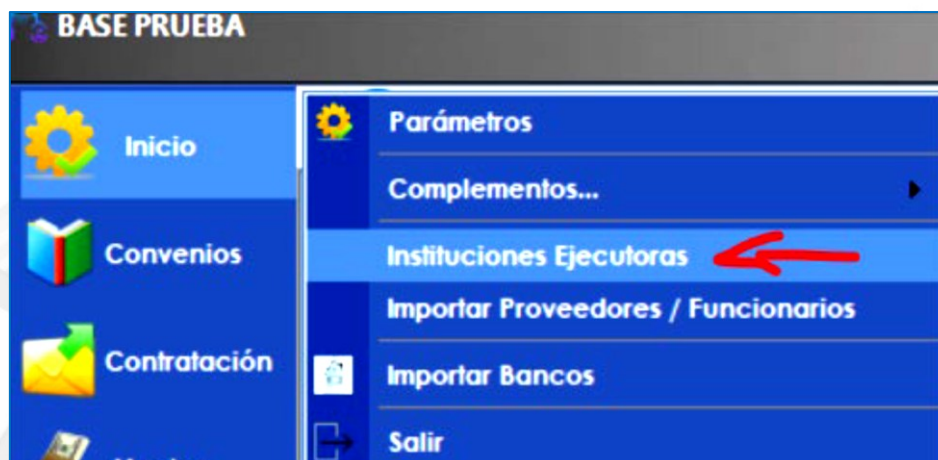 BASE PRUEBA
Inicio
Convenios
Contratación
Parámetros
Complementos...
Instituciones Ejecutoras
Importar Proveedores / Funcionarios
Importar Bancos
Salir